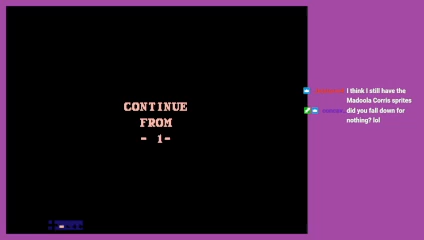 CONTINUE
FROM
- 1-
I think I still have the
Madoola Corris sprites
did you fall down for
nothing? lol